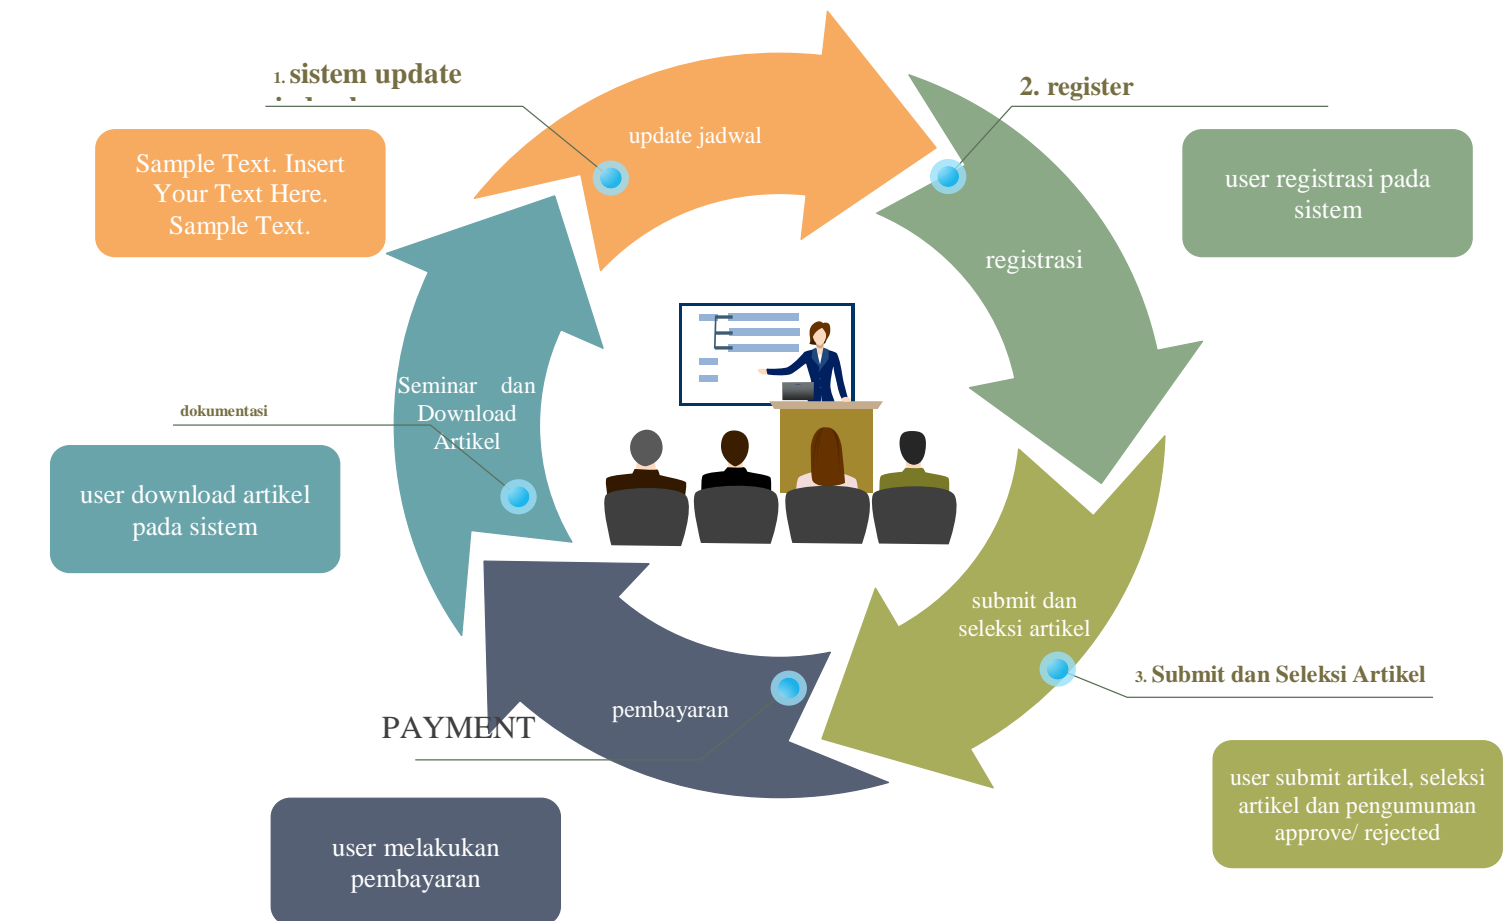 1. sistem update
update jadwal
Sample Text. Insert
Your Text Here.
Sample Text.
2. register
user registrasi pada
sistem
registrasi
Seminar dan
Download
Artikel
dokumentasi
user download artikel
pada sistem
submit dan
seleksi artikel
3. Submit dan Seleksi Artikel
user submit artikel, seleksi
artikel dan pengumuman
approve/ rejected
pembayaran
PAYMENT
user melakukan
pembayaran